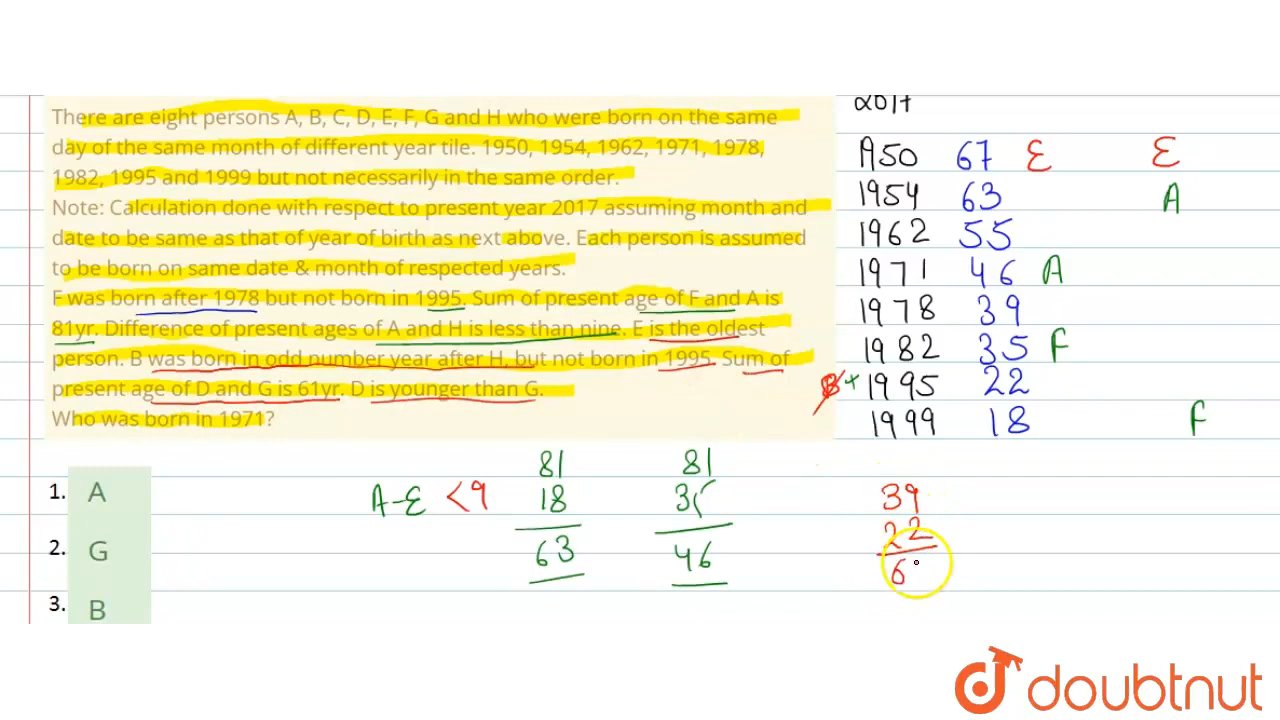 There are eight persons A, B, C, D, E, F, G and H who were born on the same
day of the same month of different year tile. 1950, 1954, 1962, 1971, 1978,
1982, 1995 and 1999 but not necessarily in the same order.
Note: Calculation done with respect to present year 2017 assuming month and
date to be same as that of year of birth as next above. Each person is assumed
to be born on same date & month of respected years.
F was born after 1978 but not born in 1995. Sum of present age of F and A is
81yr. Difference of present ages of A and H is less than nine. E is the oldest
person. B was born in odd number year after H, but not born in 1995. Sum of
present age of D and G is 61yr. D is younger than G.
Who was born in 1971?
1. A
2. G
3. B
2017
1950 67 E E
1954 63 A
1962 55
1971 46 A
1978 39
1982 35 F
B + 1995 22
1999 18 F
A-E < 9
81
18
63
81
35
46
39
22
6
doubtnut